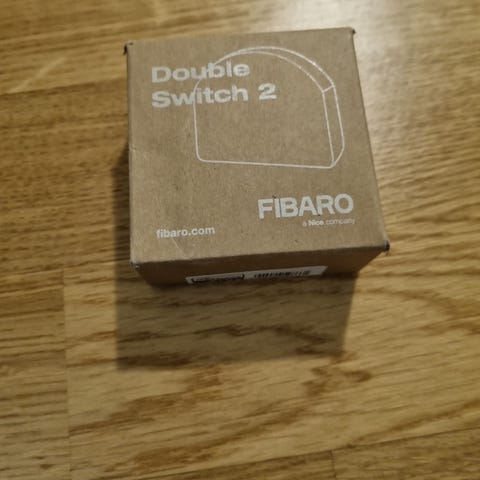 Double
Switch 2
FIBARO
a Nice company
fibaro.com